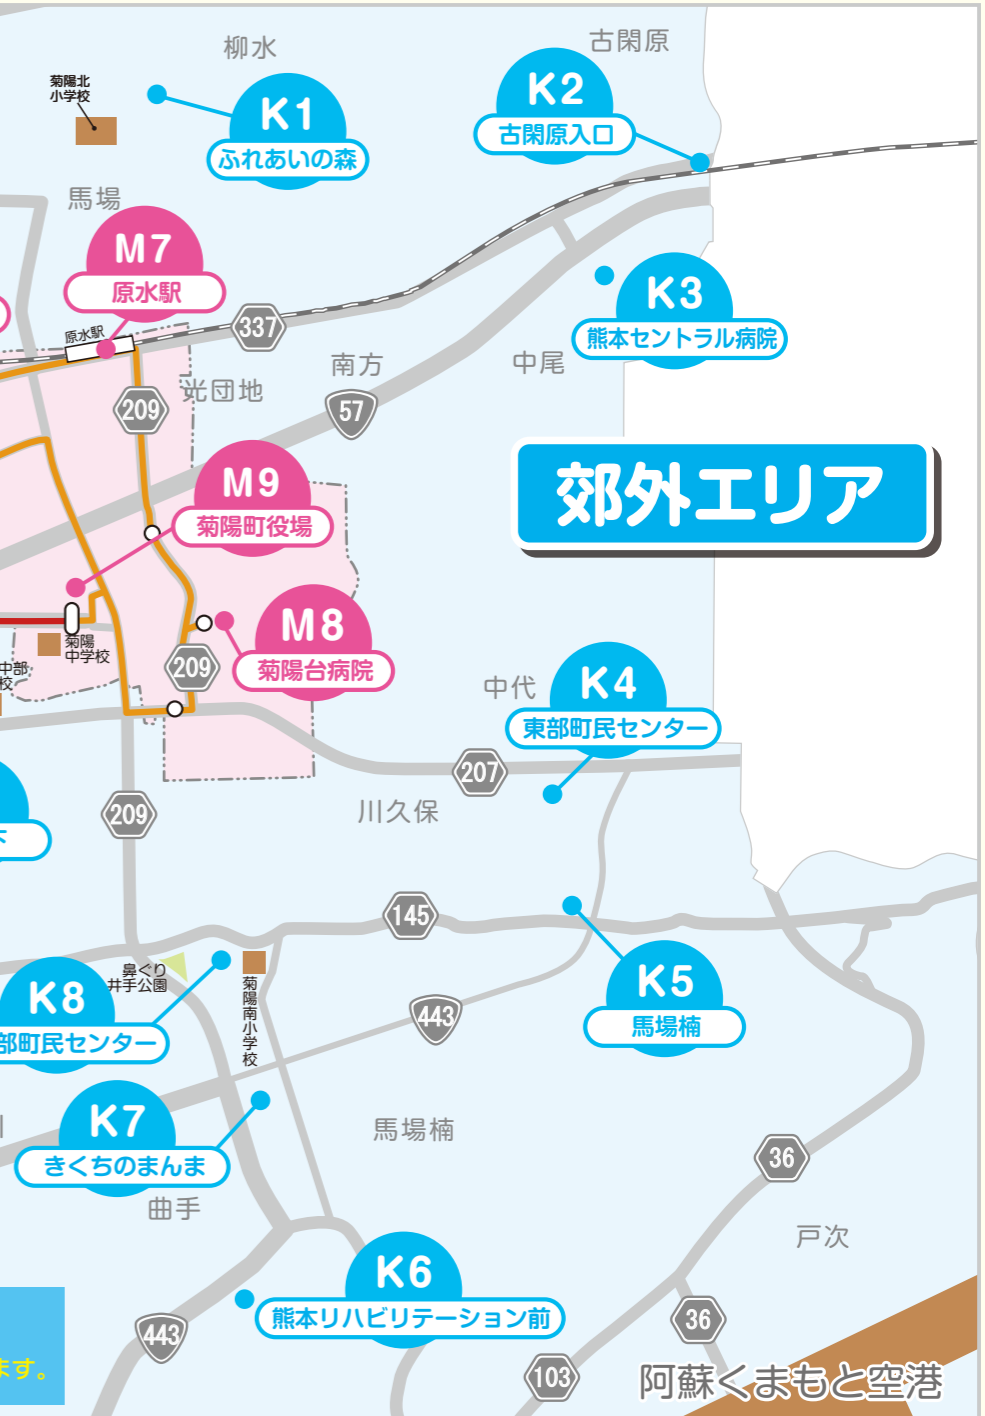 柳水
古閑原
菊陽北
小学校
K1
ふれあいの森
K2
古閑原入口
馬場
M7
原水駅
原水駅
337
K3
熊本セントラル病院
南方
中尾
光団地
209
57
郊外エリア
M9
菊陽町役場
M8
菊陽台病院
菊陽
中学校
中部
校
209
中代
K4
東部町民センター
207
川久保
209
下
145
鼻ぐり
井手公園
菊陽南小学校
K8
部町民センター
443
K5
馬場楠
K7
きくちのまんま
馬場楠
曲手
36
戸次
K6
熊本リハビリテーション前
443
36
103
ます。
阿蘇くまもと空港